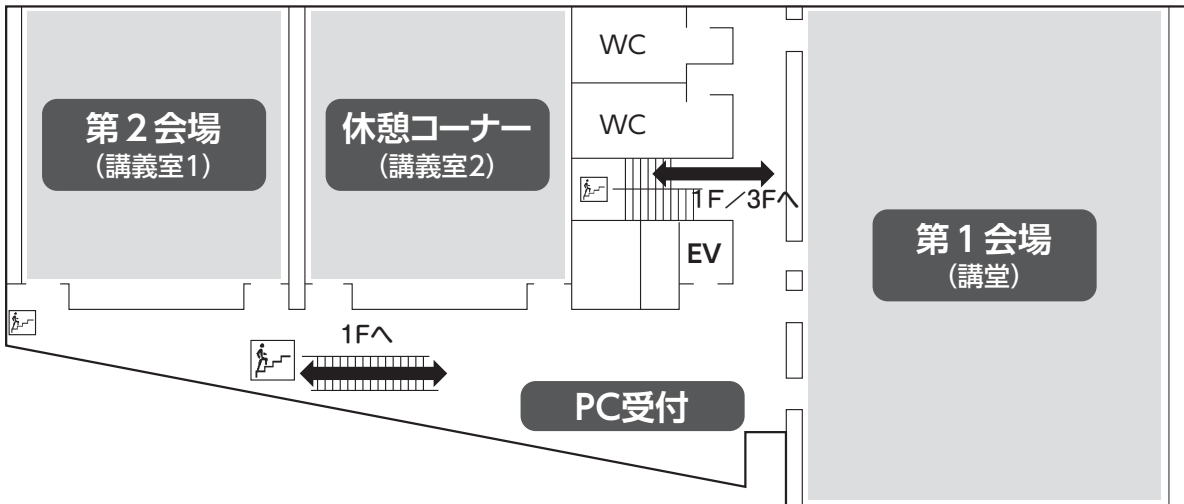 第2会場
(講義室1)
休憩コーナー
(講義室2)
WC
WC
1F/3Fへ
EV
第1会場
(講堂)
1Fへ
PC受付